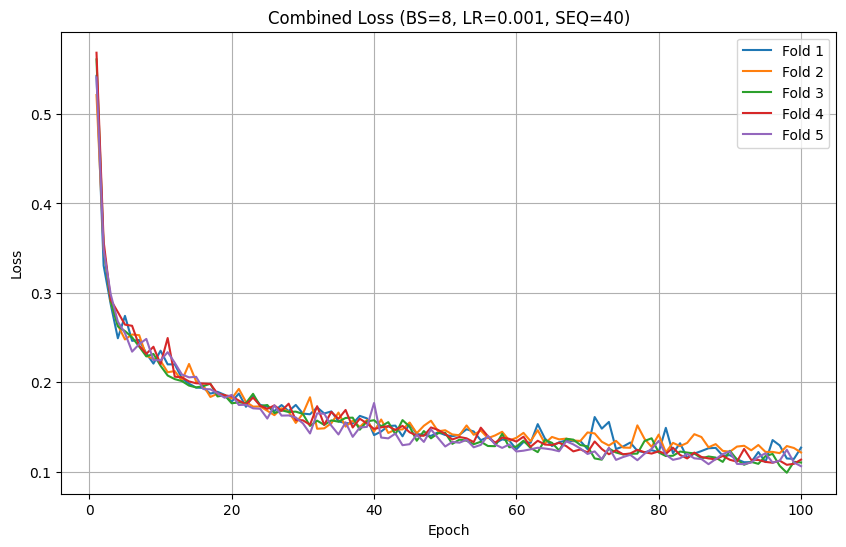 Combined Loss (BS=8, LR=0.001, SEQ=40)
Fold 1
Fold 2
Fold 3
Fold 4
Fold 5
Loss
0.5
0.4
0.3
0.2
0.1
0 20 40 60 80 100
Epoch